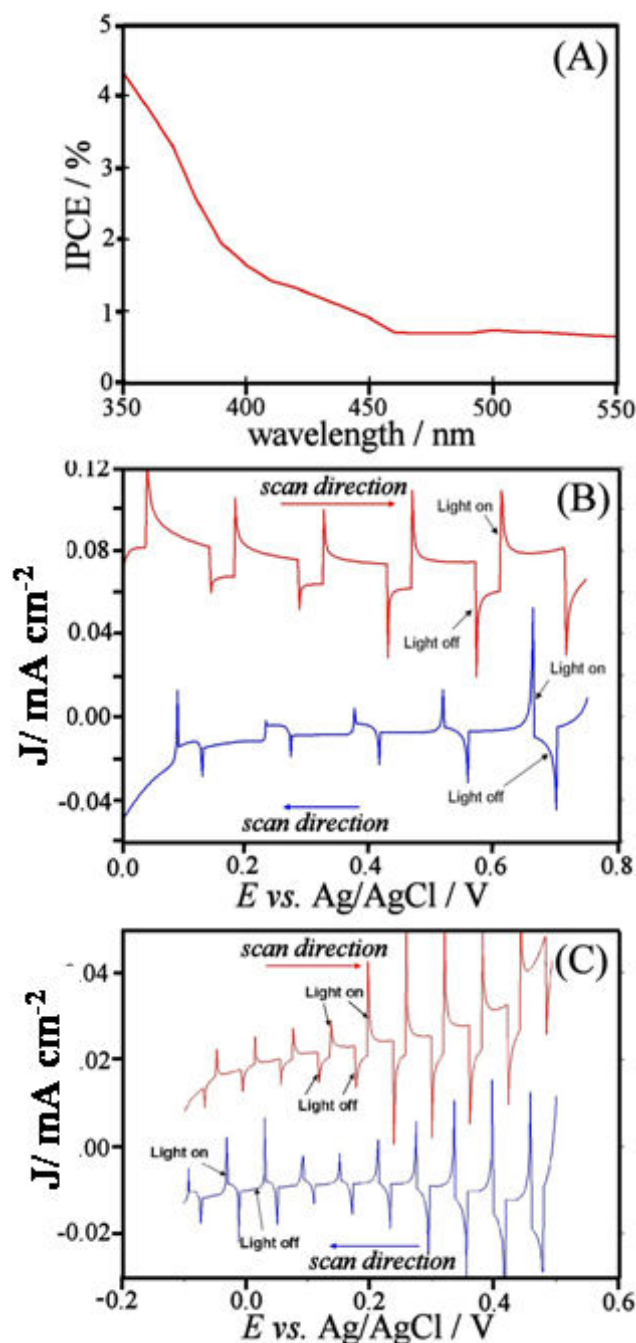 (A)
IPCE / %
5
4
3
2
1
0
350 400 450 500 550
wavelength / nm
(B)
J/ mA cm-2
0.12
.08
0.04
0.00
-0.04
scan direction
Light on
Light off
Light on
Light off
scan direction
0.0 0.2 0.4 0.6 0.8
E vs. Ag/AgCl / V
(C)
J/ mA cm-2
.04
.02
.00
-0.02
scan direction
Light on
Light off
Light on
Light off
scan direction
-0.2 0.0 0.2 0.4 0.6
E vs. Ag/AgCl / V